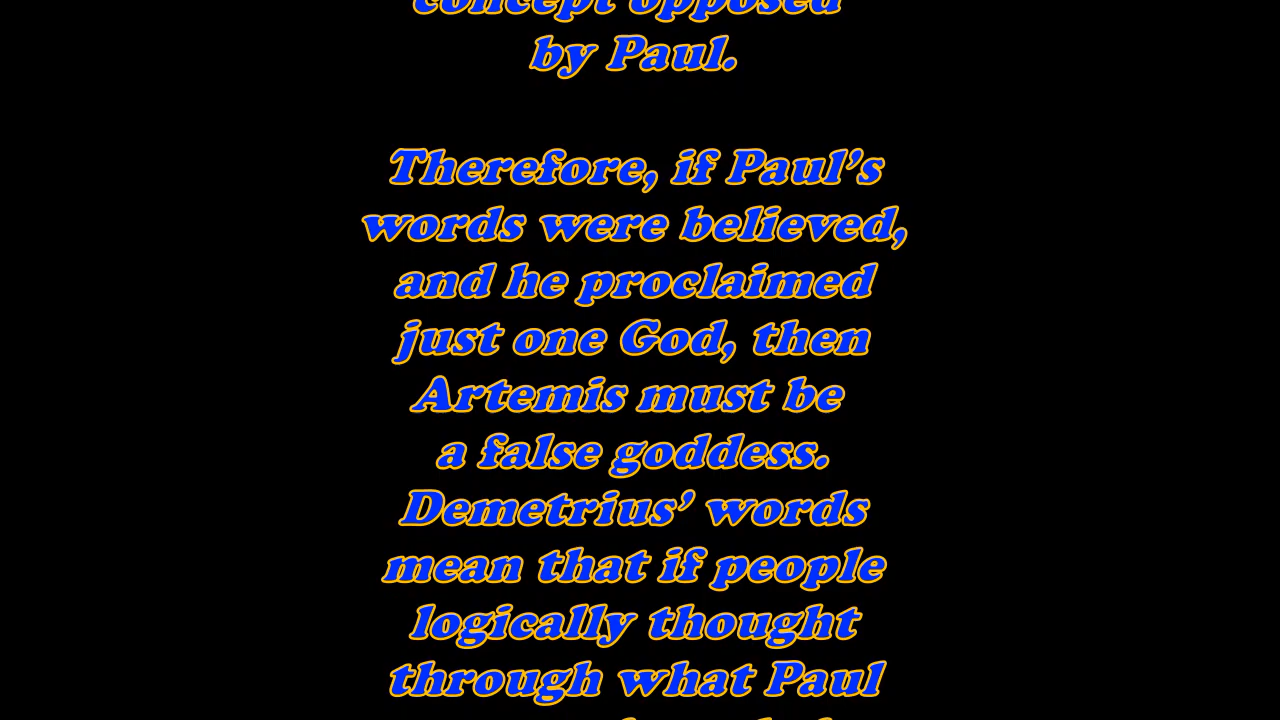 concept opposed
by Paul.
Therefore, if Paul’s
words were believed,
and he proclaimed
just one God, then
Artemis must be
a false goddess.
Demetrius’ words
mean that if people
logically thought
through what Paul